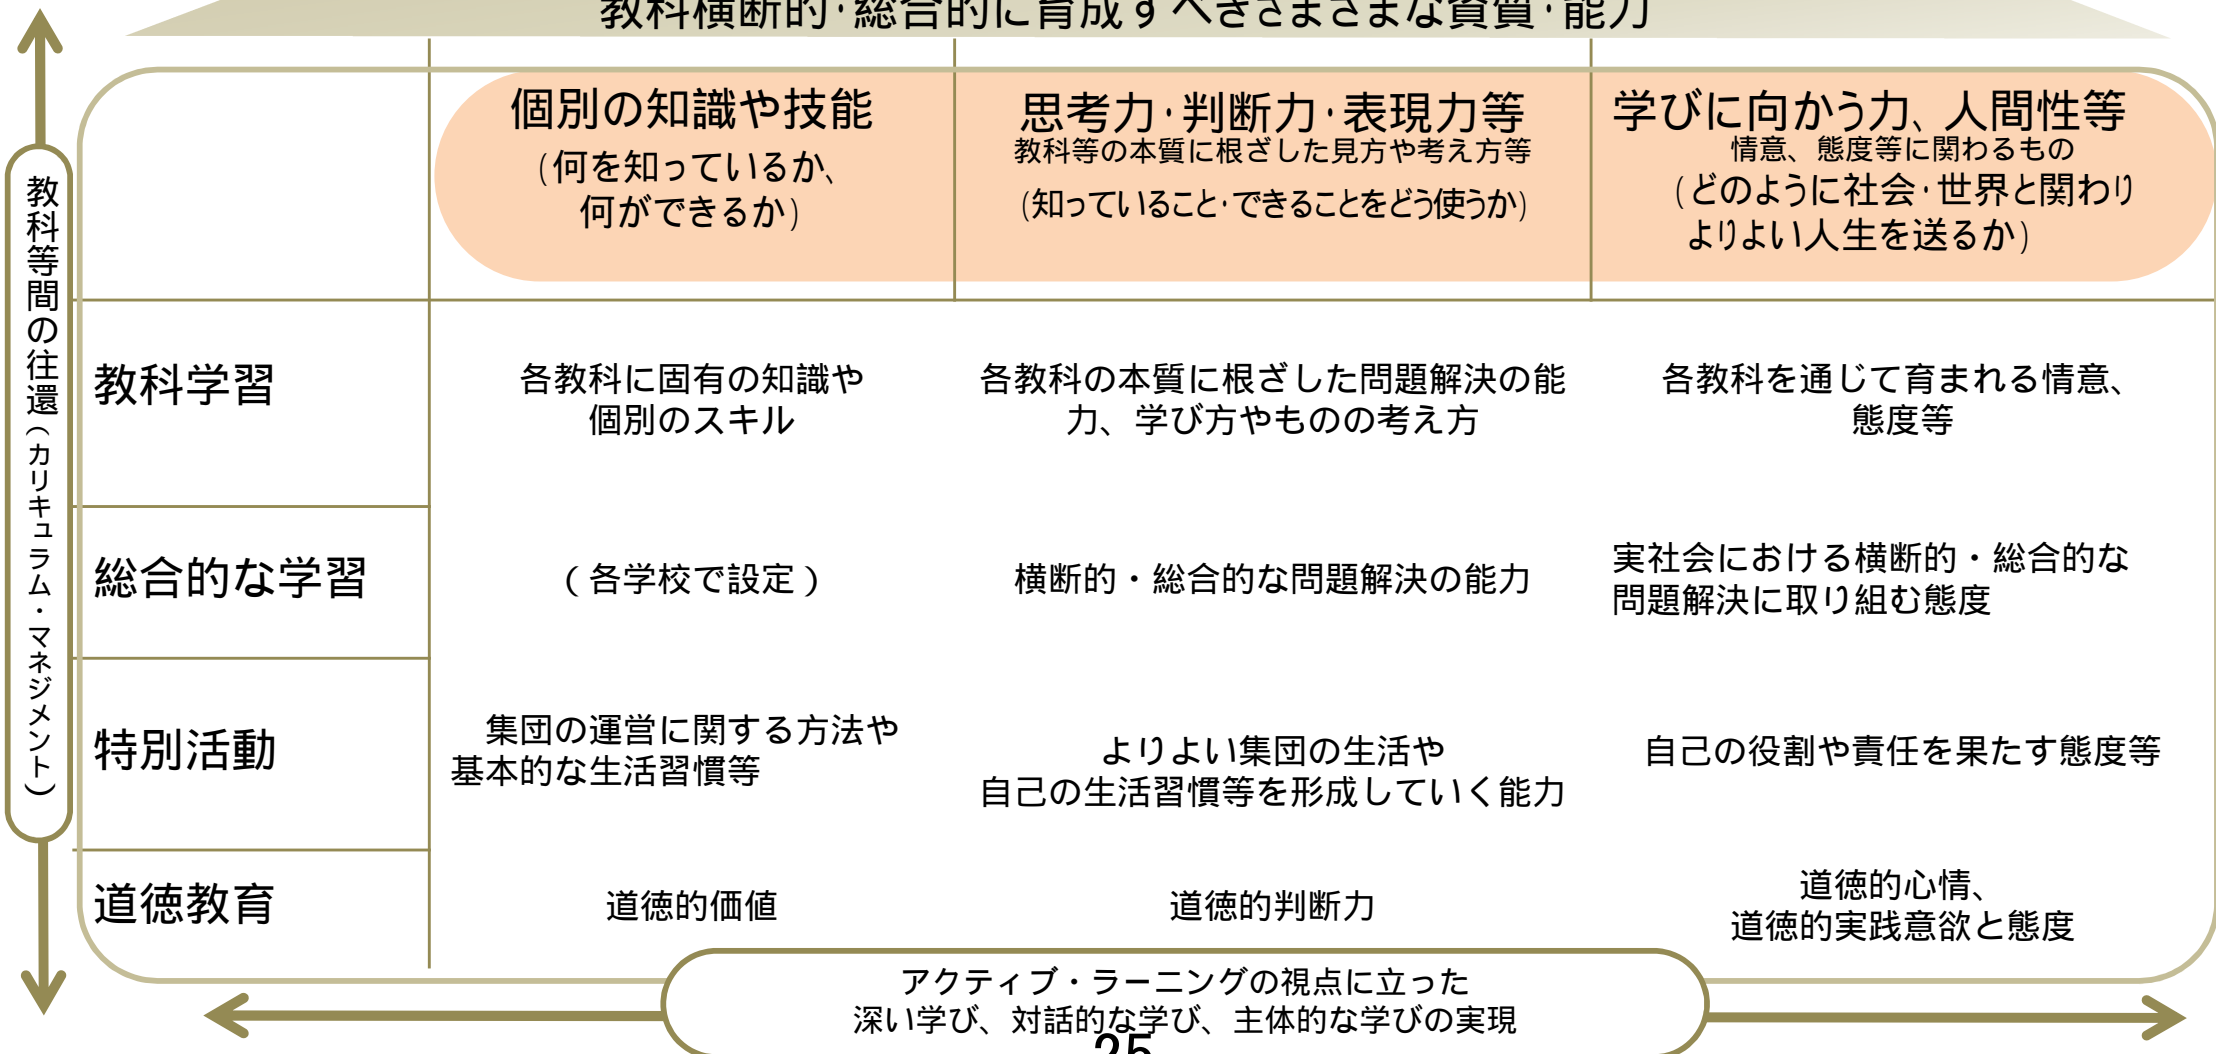 教科横断的・総合的に育成すべきさまざまな資質・能力
個別の知識や技能
(何を知っているか、
何ができるか)
思考力・判断力・表現力等
教科等の本質に根ざした見方や考え方等
(知っていること・できることをどう使うか)
学びに向かう力、人間性等
情意、態度等に関わるもの
(どのように社会・世界と関わり
よりよい人生を送るか)
教科等間の往還(カリキュラム・マネジメント)
教科学習
各教科に固有の知識や
個別のスキル
各教科の本質に根ざした問題解決の能
力、学び方やものの考え方
各教科を通じて育まれる情意、
態度等
総合的な学習
(各学校で設定)
横断的・総合的な問題解決の能力
実社会における横断的・総合的な
問題解決に取り組む態度
特別活動
集団の運営に関する方法や
基本的な生活習慣等
よりよい集団の生活や
自己の生活習慣等を形成していく能力
自己の役割や責任を果たす態度等
道徳教育
道徳的価値
道徳的判断力
道徳的心情、
道徳的実践意欲と態度
アクティブ・ラーニングの視点に立った
深い学び、対話的な学び、主体的な学びの実現
25